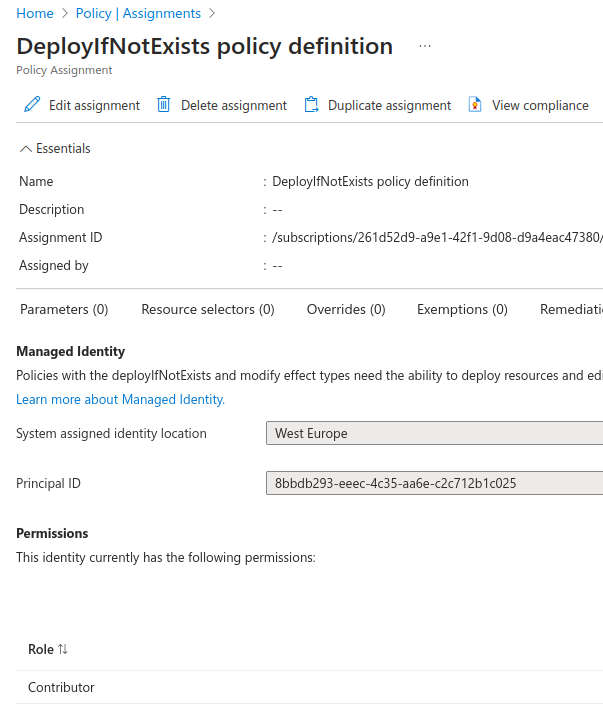 Home > Policy | Assignments >
DeployIfNotExists policy definition ...
Policy Assignment
Edit assignment Delete assignment Duplicate assignment View compliance
Essentials
Name : DeployIfNotExists policy definition
Description : --
Assignment ID : /subscriptions/261d52d9-a9e1-42f1-9d08-d9a4eac47380/
Assigned by : --
Parameters (0) Resource selectors (0) Overrides (0) Exemptions (0) Remediati
Managed Identity
Policies with the deployIfNotExists and modify effect types need the ability to deploy resources and edi
Learn more about Managed Identity.
System assigned identity location West Europe
Principal ID 8bbdb293-eeec-4c35-aa6e-c2c712b1c025
Permissions
This identity currently has the following permissions:
Role ↑↓
Contributor